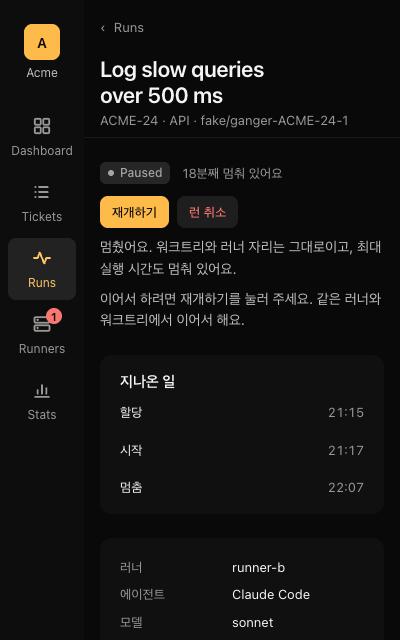 A
Acme
Dashboard
Tickets
Runs
1
Runners
Stats
‹ Runs
Log slow queries
over 500 ms
ACME-24 · API · fake/ganger-ACME-24-1
Paused
18분째 멈춰 있어요
재개하기
런 취소
멈췄어요. 워크트리와 러너 자리는 그대로이고, 최대
실행 시간도 멈춰 있어요.
이어서 하려면 재개하기를 눌러 주세요. 같은 러너와
워크트리에서 이어서 해요.
지나온 일
할당 21:15
시작 21:17
멈춤 22:07
러너 runner-b
에이전트 Claude Code
모델 sonnet